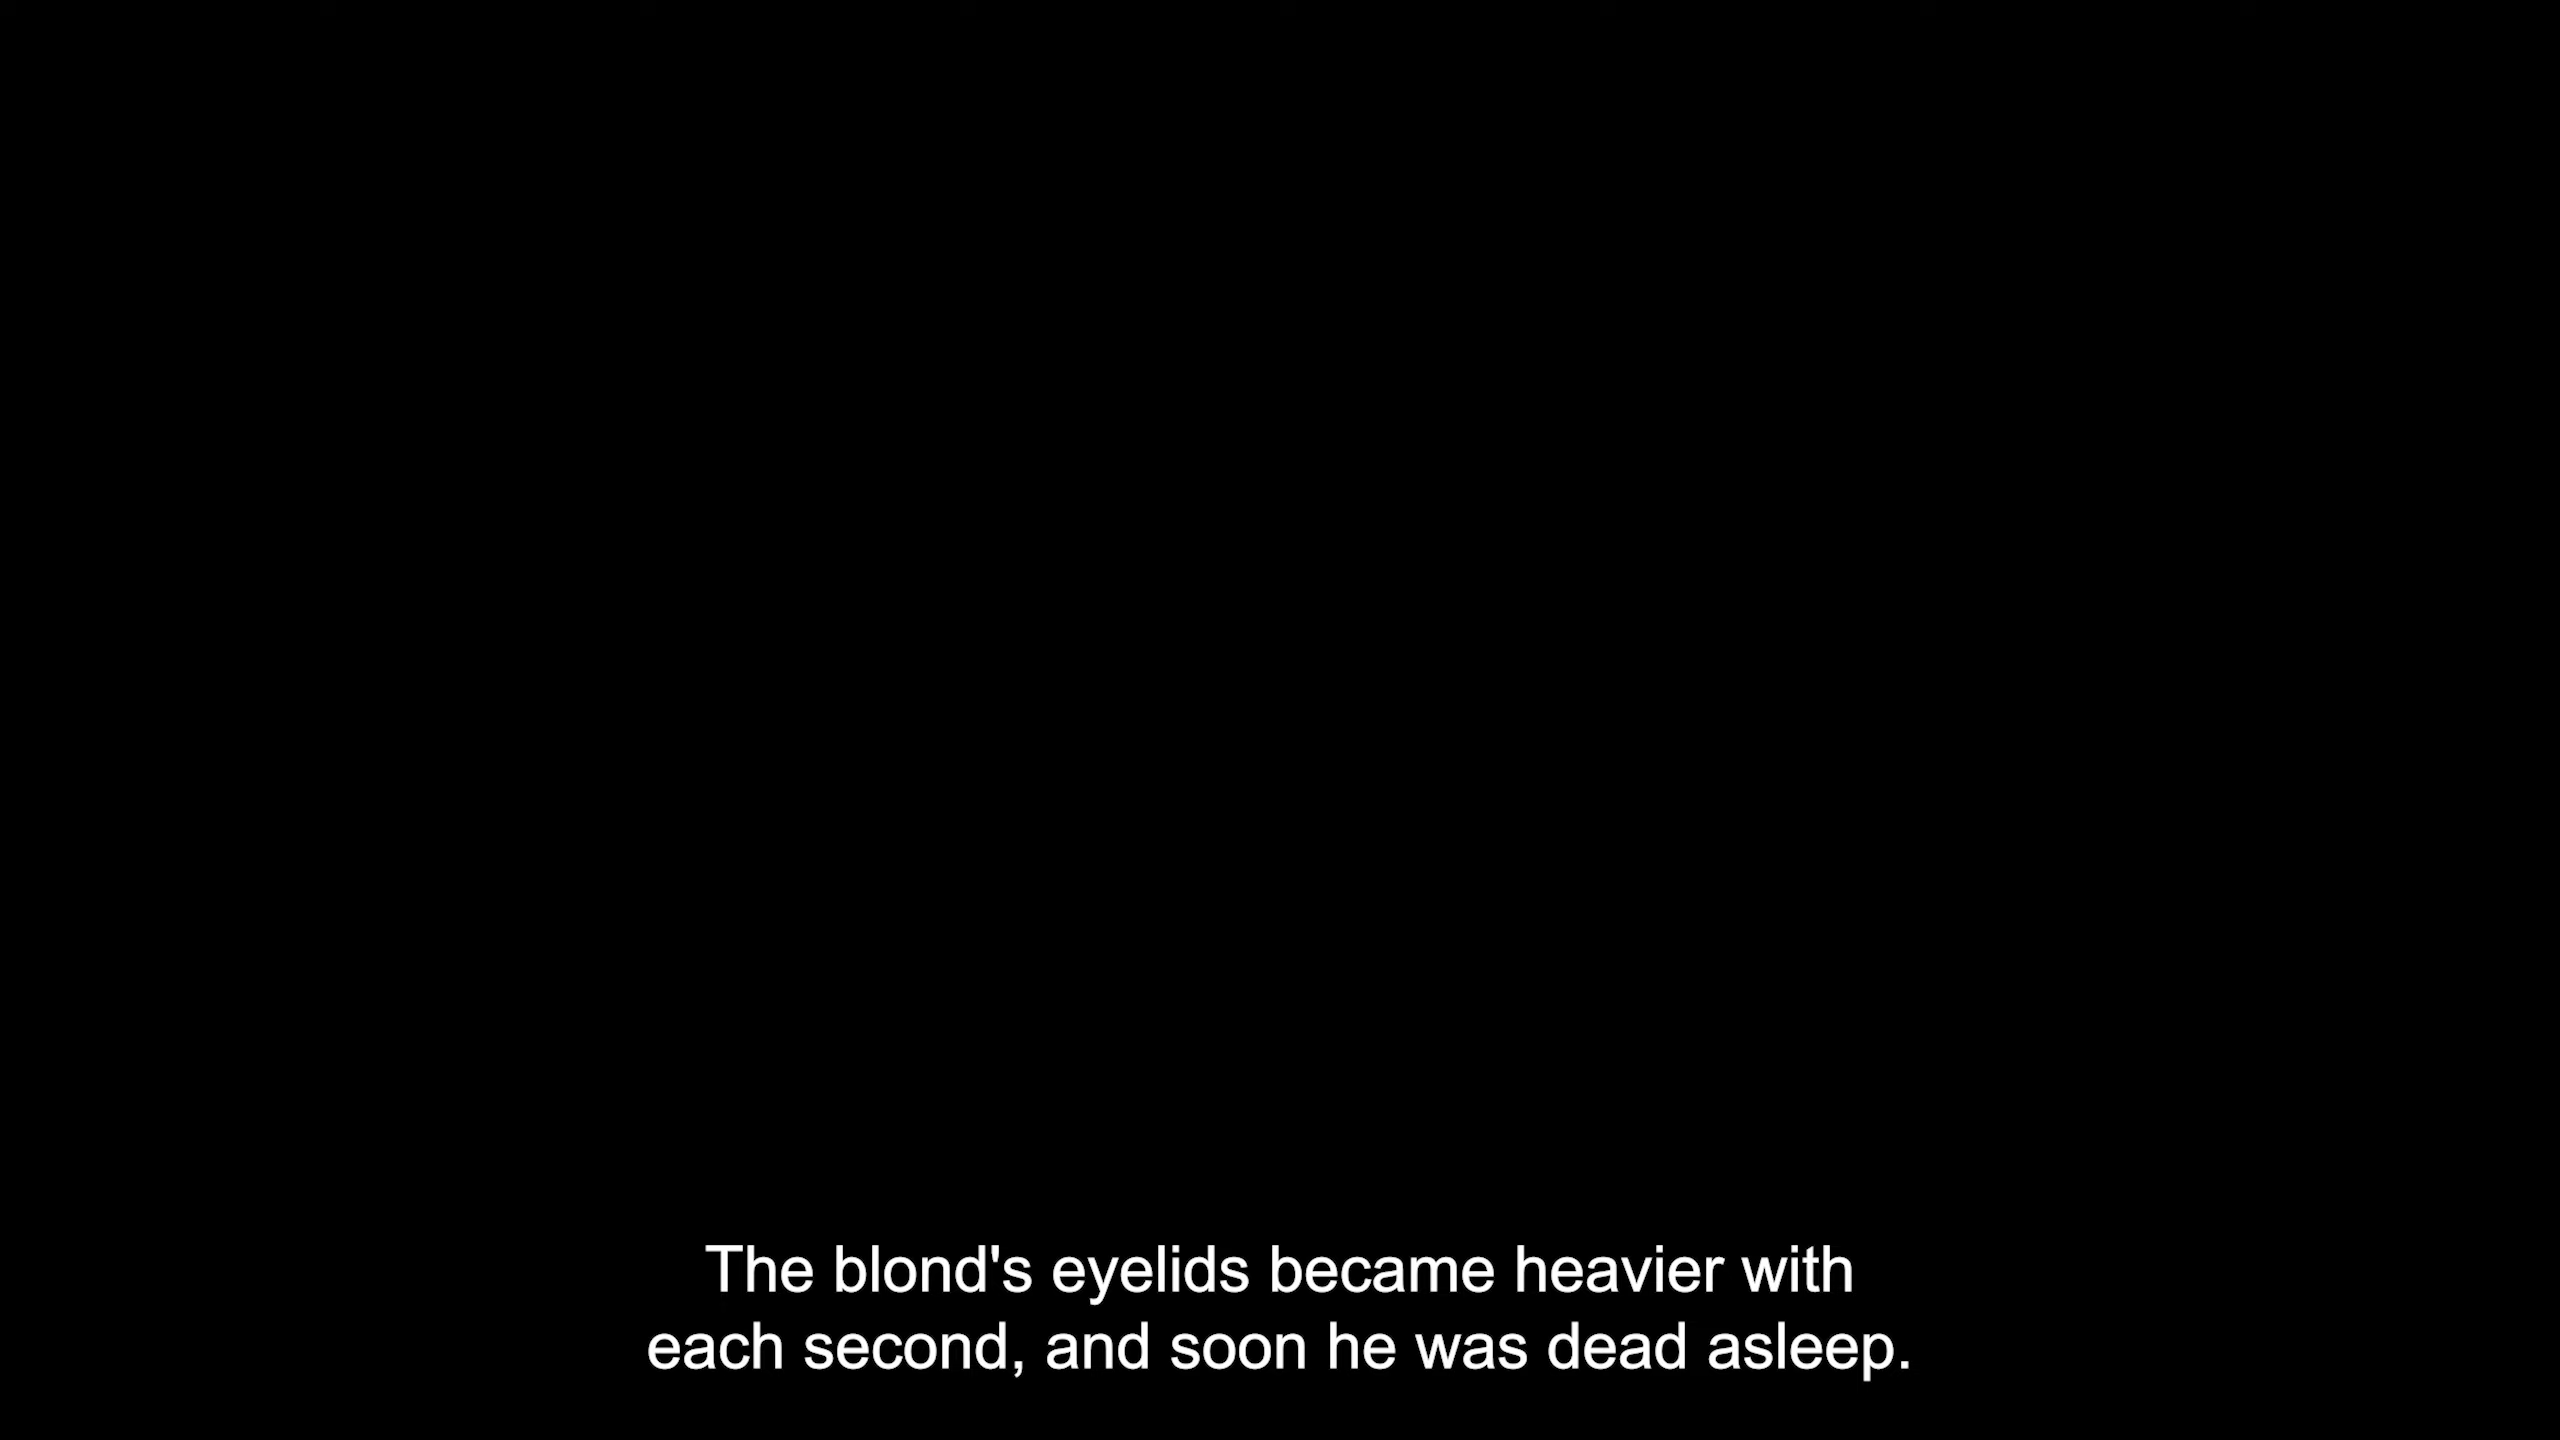 The blond's eyelids became heavier with
each second, and soon he was dead asleep.